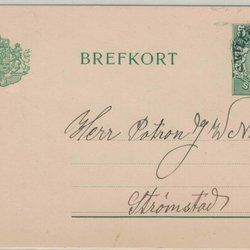 BREFKORT
Herr Patron J W N
Strömstad